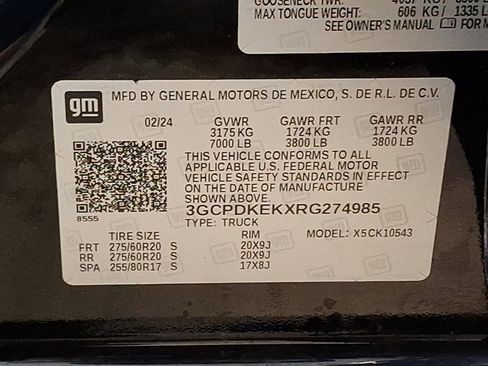 GOOSENECK TWR:
MAX TONGUE WEIGHT: 606 KG / 1335 L
SEE OWNER'S MANUAL FOR M
gm
MFD BY GENERAL MOTORS DE MEXICO, S. DE R.L. DE C.V.
02/24 GVWR GAWR FRT GAWR RR
3175 KG 1724 KG 1724 KG
7000 LB 3800 LB 3800 LB
THIS VEHICLE CONFORMS TO ALL
APPLICABLE U.S. FEDERAL MOTOR
VEHICLE SAFETY STANDARDS IN EFFECT
ON THE DATE OF MANUFACTURE
SHOWN ABOVE.
3GCPDKEKXRG274985
8555
TYPE: TRUCK MODEL: X5CK10543
TIRE SIZE RIM
FRT 275/60R20 S 20X9J
RR 275/60R20 S 20X9J
SPA 255/80R17 S 17X8J